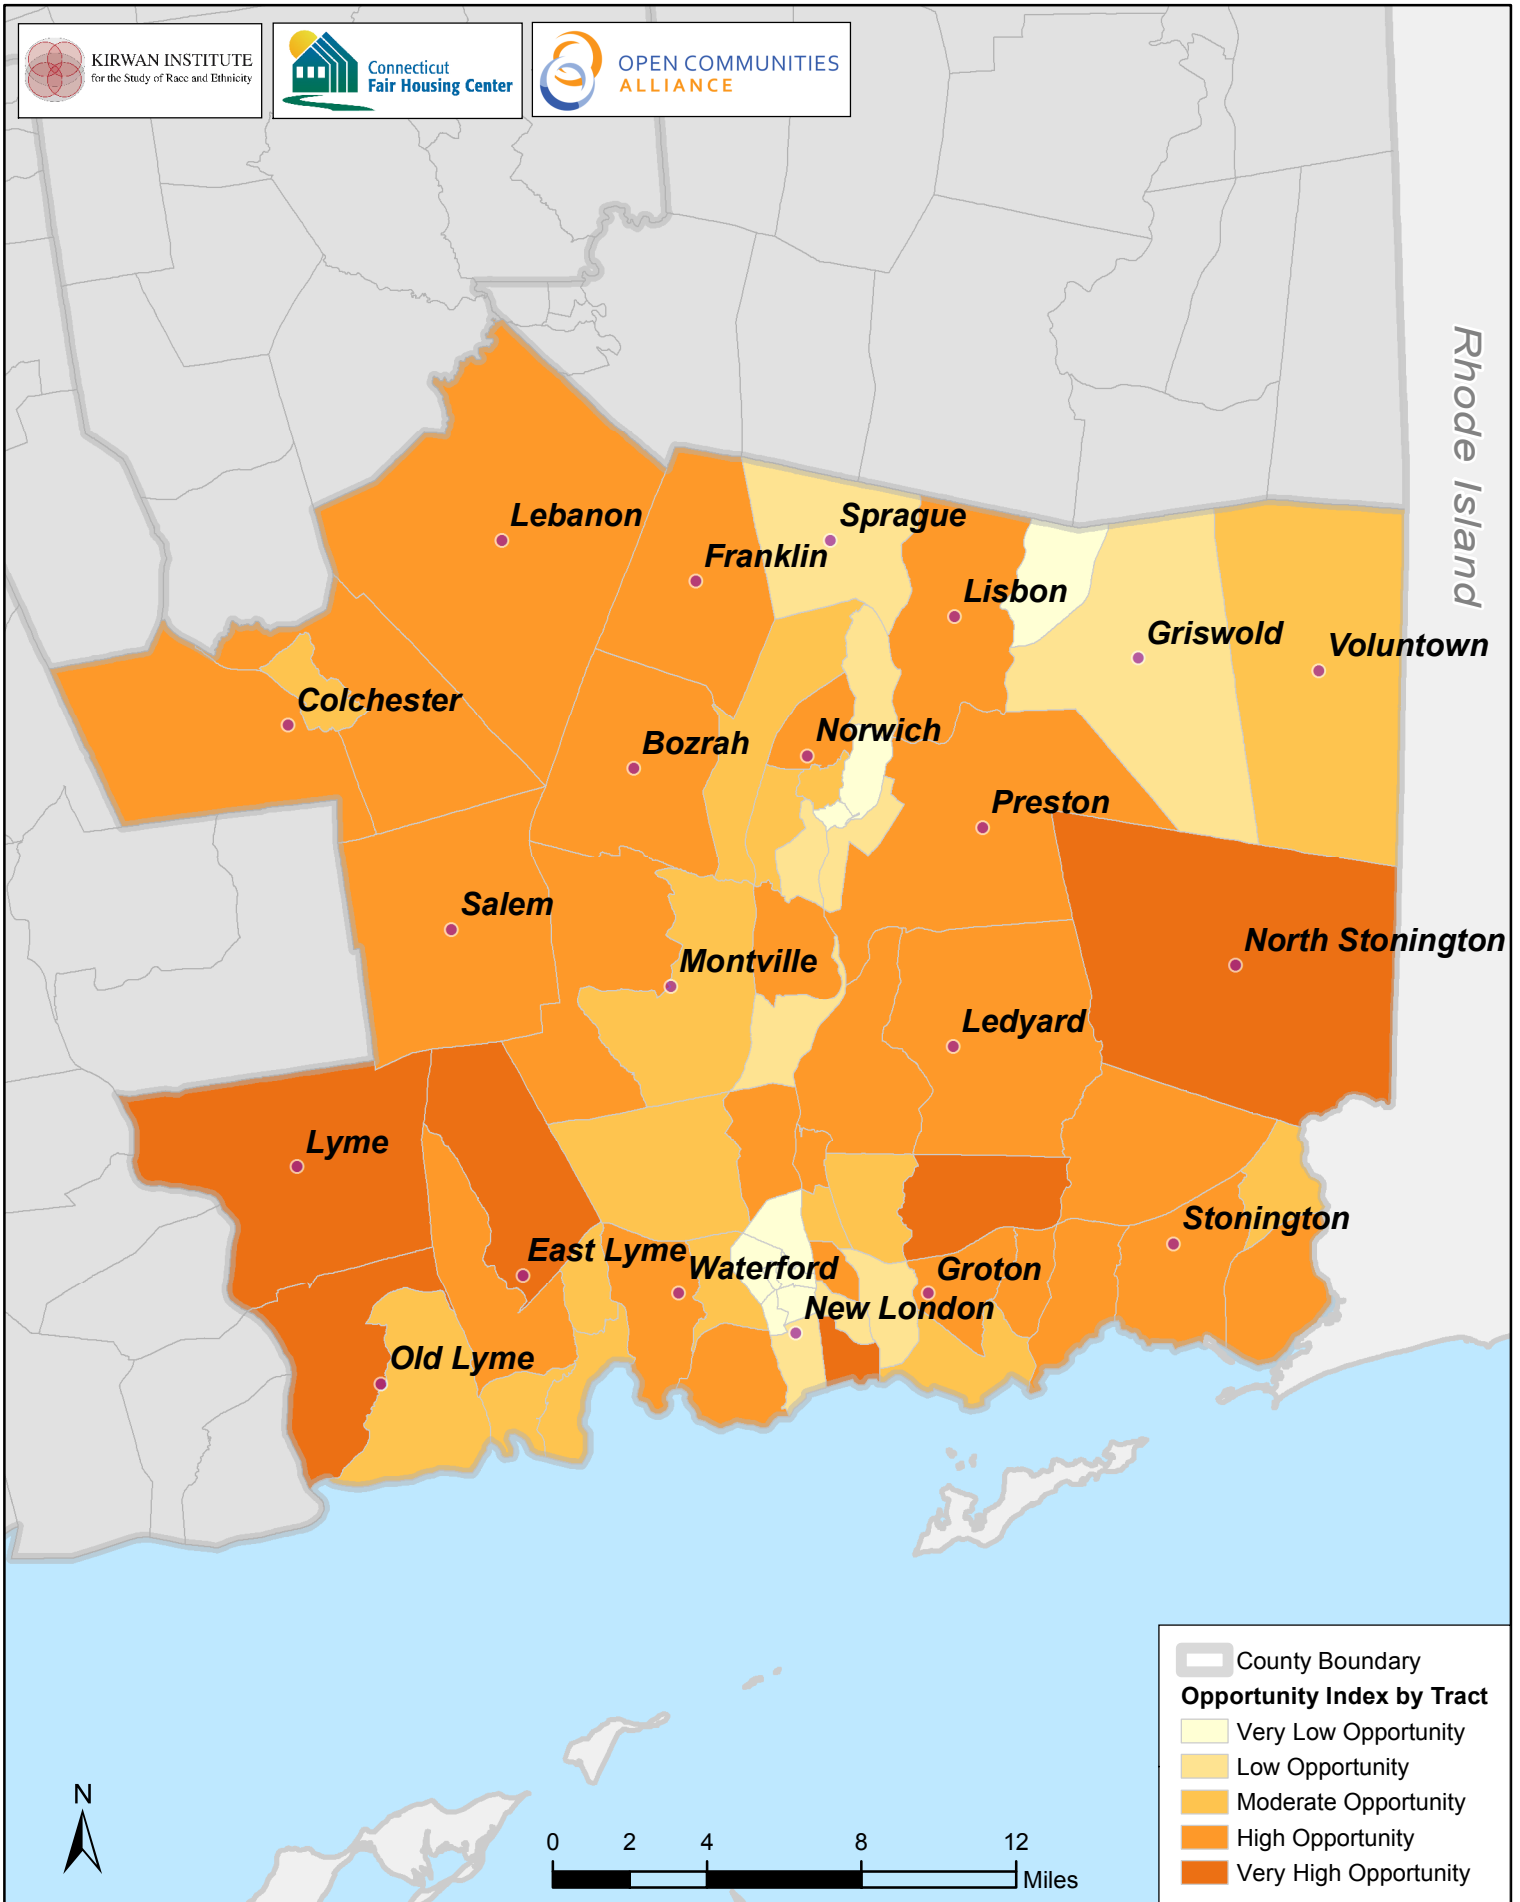 KIRWAN INSTITUTE
for the Study of Race and Ethnicity
Connecticut
Fair Housing Center
OPEN COMMUNITIES
ALLIANCE
Rhode Island
Lebanon
Sprague
Franklin
Lisbon
Griswold
Voluntown
Colchester
Norwich
Bozrah
Preston
Salem
North Stonington
Montville
Ledyard
Lyme
Stonington
East Lyme
Waterford
Groton
New London
Old Lyme
County Boundary
Opportunity Index by Tract
Very Low Opportunity
Low Opportunity
Moderate Opportunity
High Opportunity
Very High Opportunity
N
0 2 4 8 12
Miles